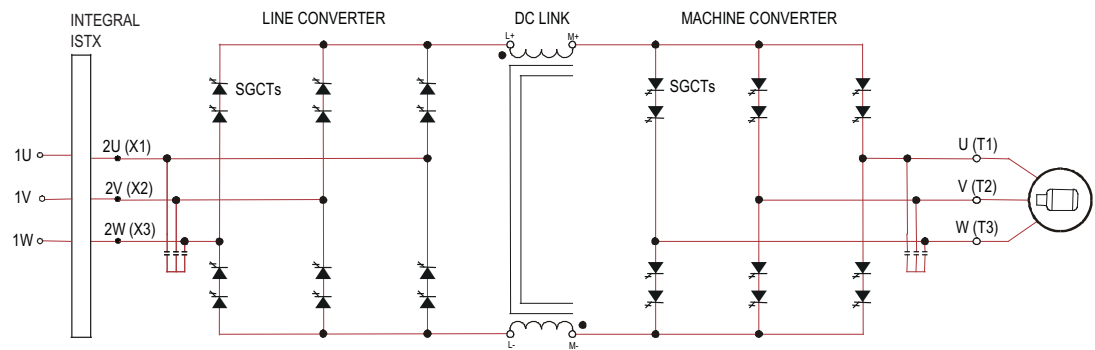 INTEGRAL
ISTX
LINE CONVERTER
DC LINK
MACHINE CONVERTER
L+
M+
SGCTs
SGCTs
1U
2U (X1)
U (T1)
1V
2V (X2)
V (T2)
1W
2W (X3)
W (T3)
L-
M-